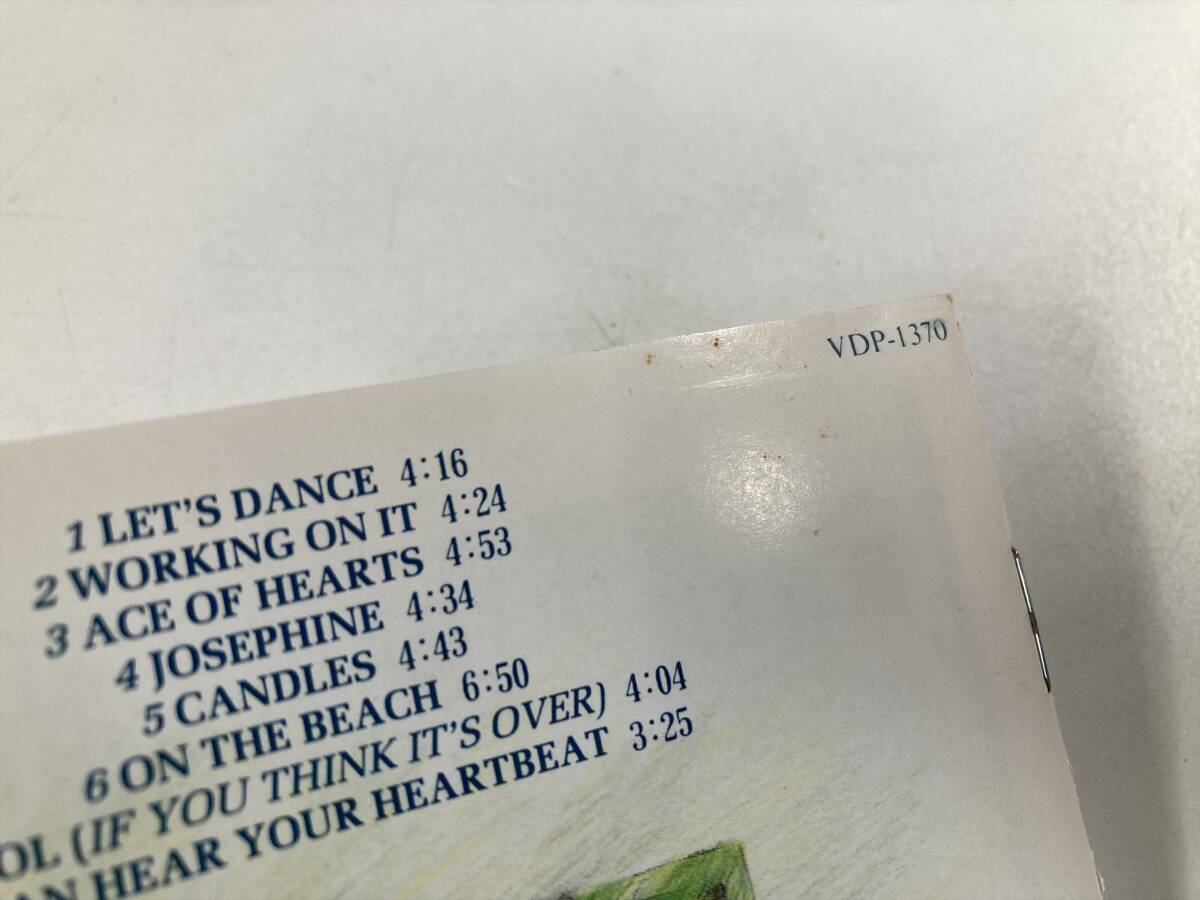 VDP-1370
1 LET'S DANCE 4:16
2 WORKING ON IT 4:24
3 ACE OF HEARTS 4:53
4 JOSEPHINE 4:34
5 CANDLES 4:43
6 ON THE BEACH 6:50
OL (IF YOU THINK IT'S OVER) 4:04
AN HEAR YOUR HEARTBEAT 3:25